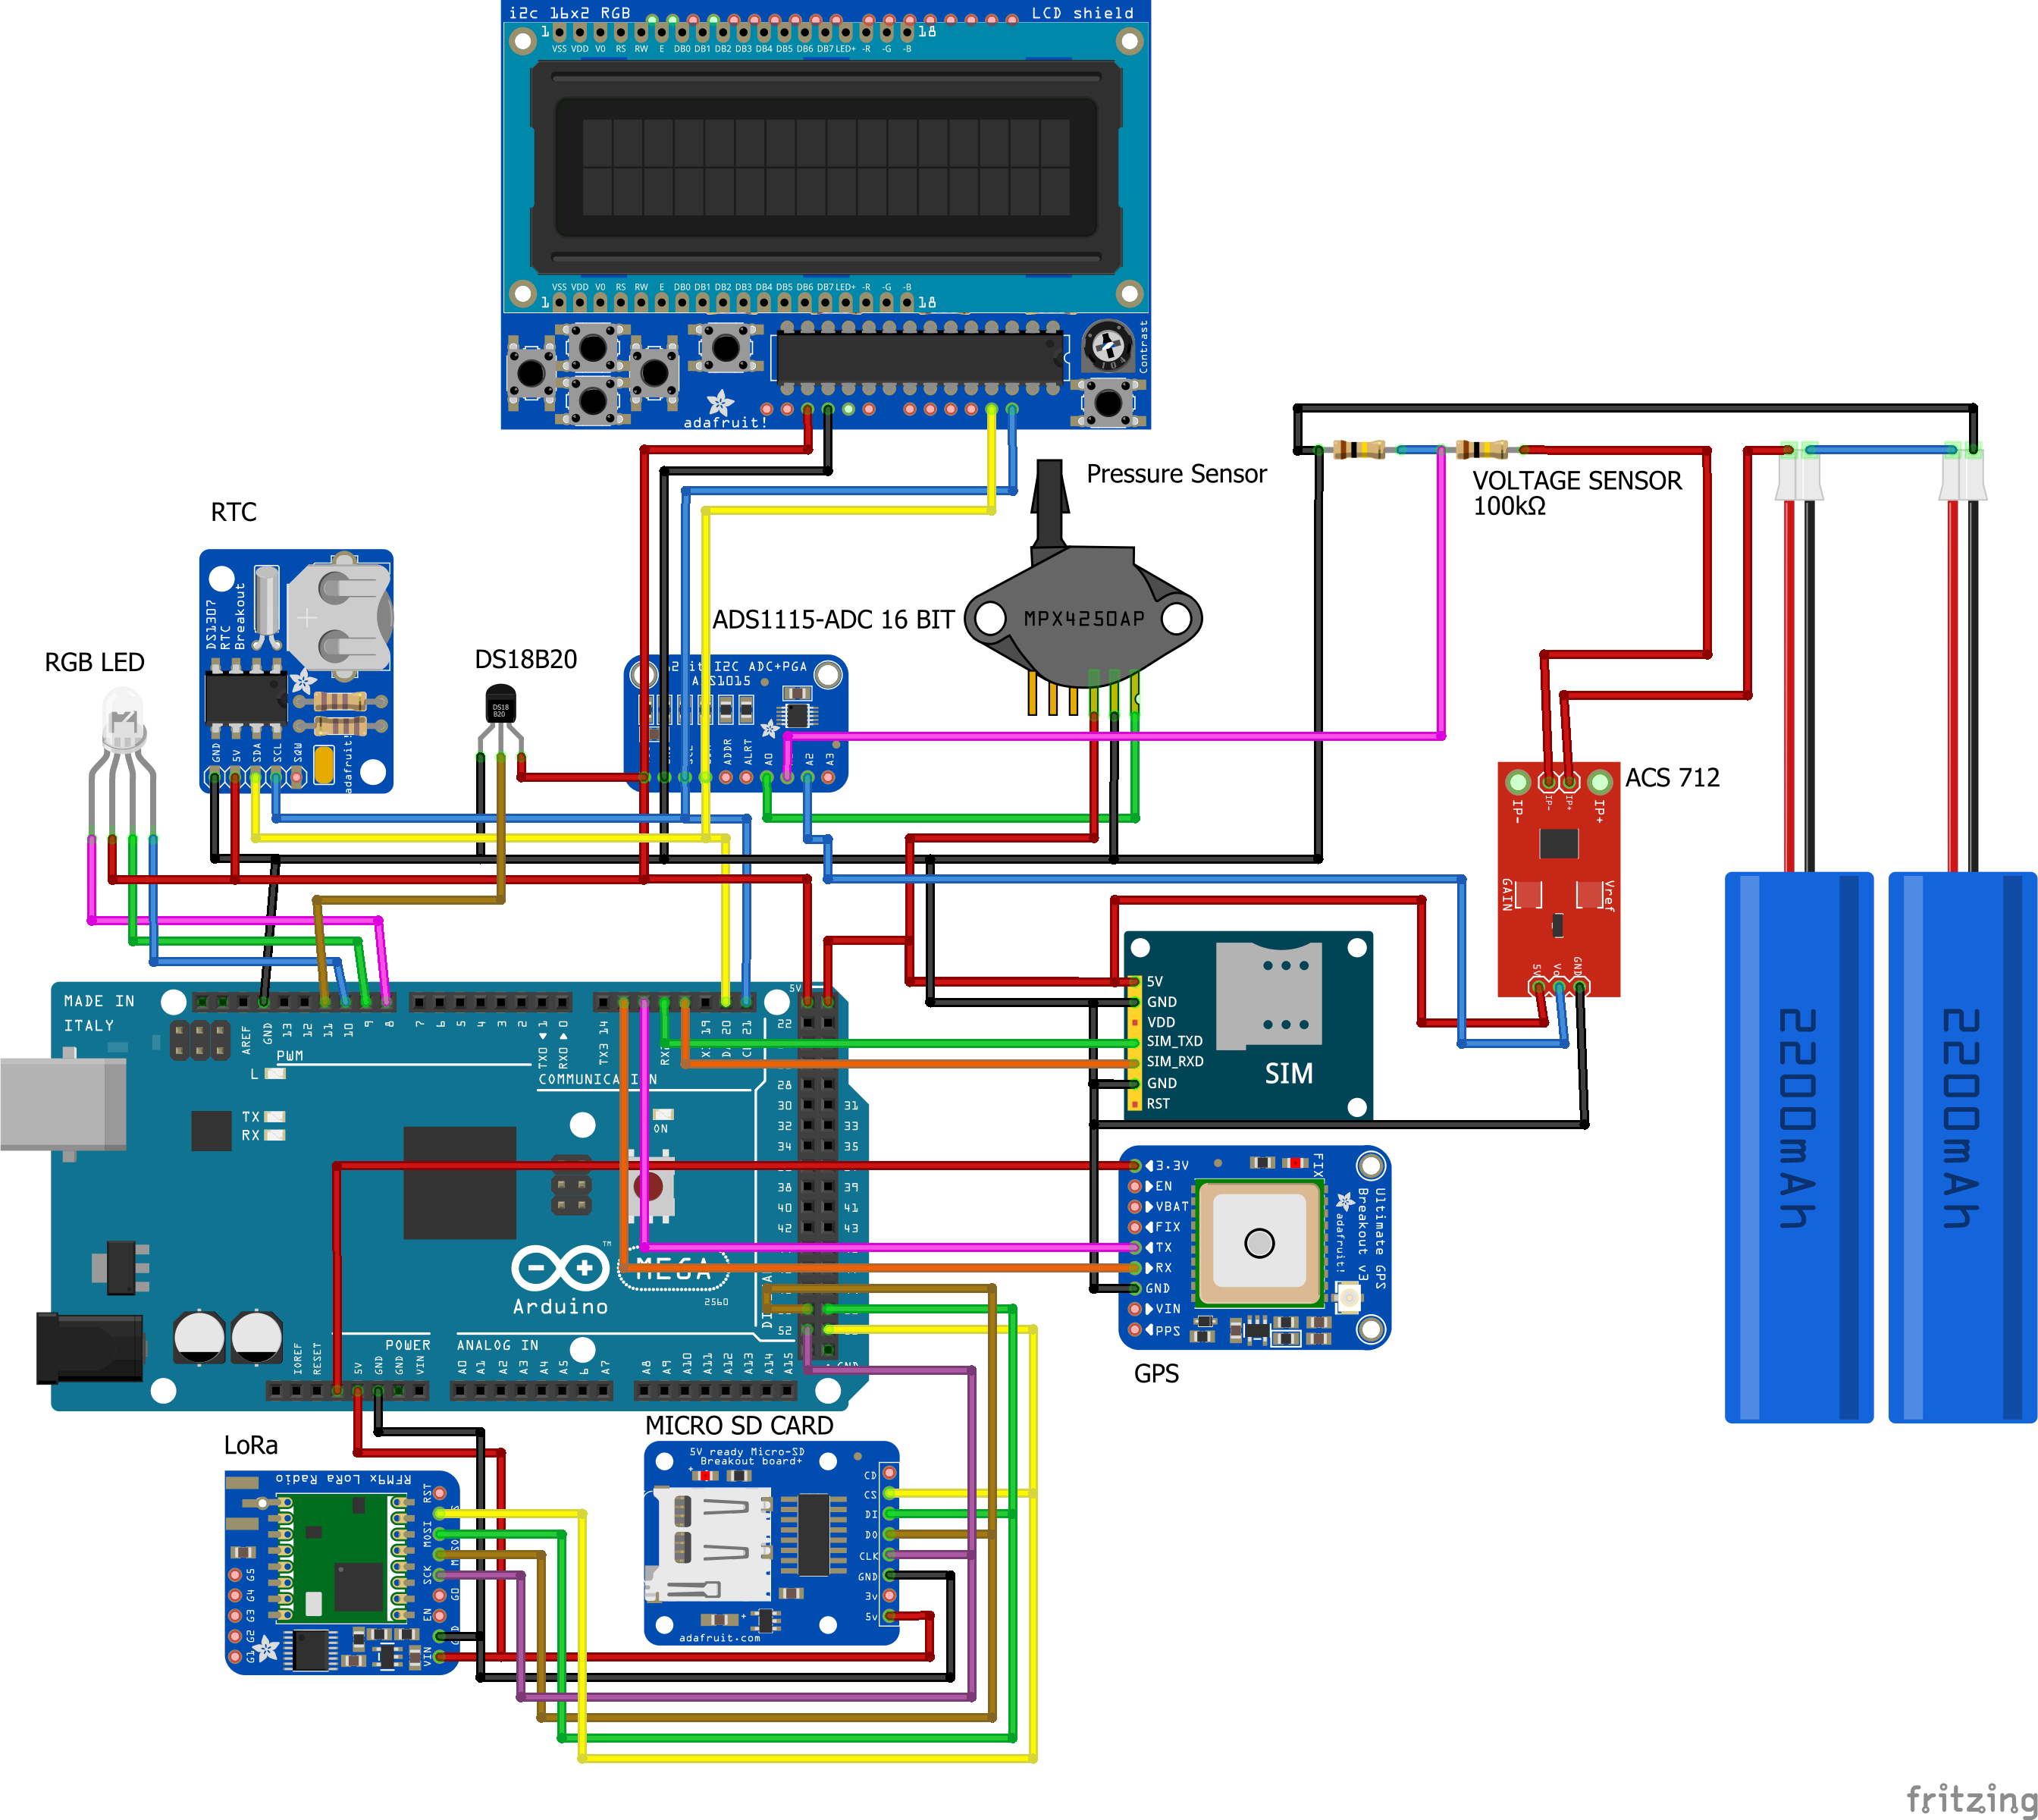 i2c 16x2 RGB
LCD shield
1
18
VSS VDD V0 RS RW E DB0 DB1 DB2 DB3 DB4 DB5 DB6 DB7 LED+ -R -G -B
VSS VDD V0 RS RW E DB0 DB1 DB2 DB3 DB4 DB5 DB6 DB7 LED+ -R -G -B
1
18
Contrast
adafruit!
Pressure Sensor
MPX4250AP
VOLTAGE SENSOR
100kΩ
RTC
DS1307
RTC
Breakout
GND 5V SDA SCL SQW
adafruit!
RGB LED
DS18B20
DS18
B20
ADS1115-ADC 16 BIT
I2C ADC+PGA
ADDR ALRT A0 A2 A3
ACS 712
IP- IP+
IP- IP+
GAIN
Vref
5V Vo GND
2200mAh
2200mAh
5V
GND
VDD
SIM_TXD
SIM_RXD
GND
RST
SIM
MADE IN
ITALY
AREF GND 13 12 11 10 9 8
7 6 5 4 3 2
TX0 1
RX0 0
TX3 14
20 21
PWM
COMMUNICATION
L
TX
RX
ON
5V
22
28
30 31
32 33
34 35
38 39
40 41
42 43
52
MEGA
TM
Arduino
2560
POWER
ANALOG IN
IOREF RESET 5V GND GND VIN
A0 A1 A2 A3 A4 A5 6 A7
A8 A9 A10 A11 A12 A13 A14 A15
3.3V
EN
VBAT
FIX
TX
RX
GND
VIN
PPS
FIX
Ultimate GPS
Breakout v3
adafruit!
GPS
LoRa
RFM9x LoRa Radio
RST
MOSI
SCK
G0
EN
VIN
G5
G4
G3
G2
G1
MICRO SD CARD
5V ready Micro-SD
Breakout board+
CD
CS
DI
DO
CLK
GND
3v
5v
adafruit.com
fritzing